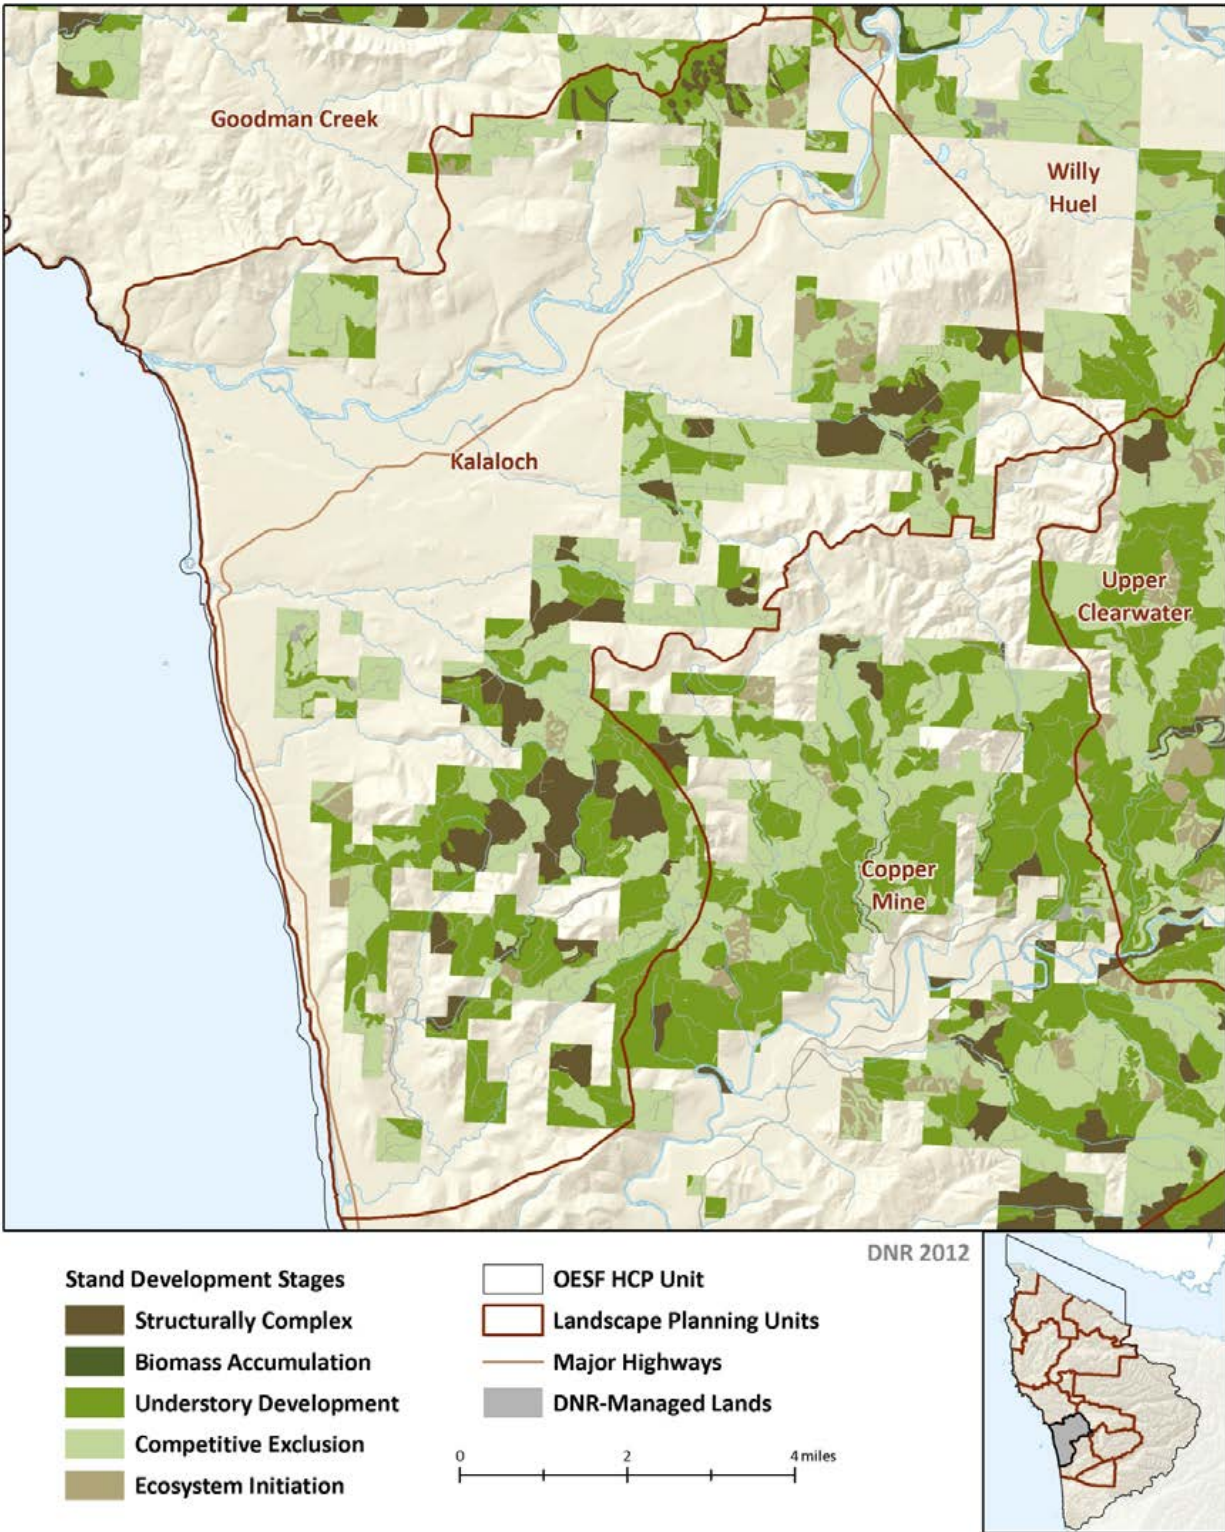 Goodman Creek
Willy
Huel
Kalaloch
Upper
Clearwater
Copper
Mine
DNR 2012
Stand Development Stages
Structurally Complex
Biomass Accumulation
Understory Development
Competitive Exclusion
Ecosystem Initiation
OESF HCP Unit
Landscape Planning Units
Major Highways
DNR-Managed Lands
0 2 4 miles